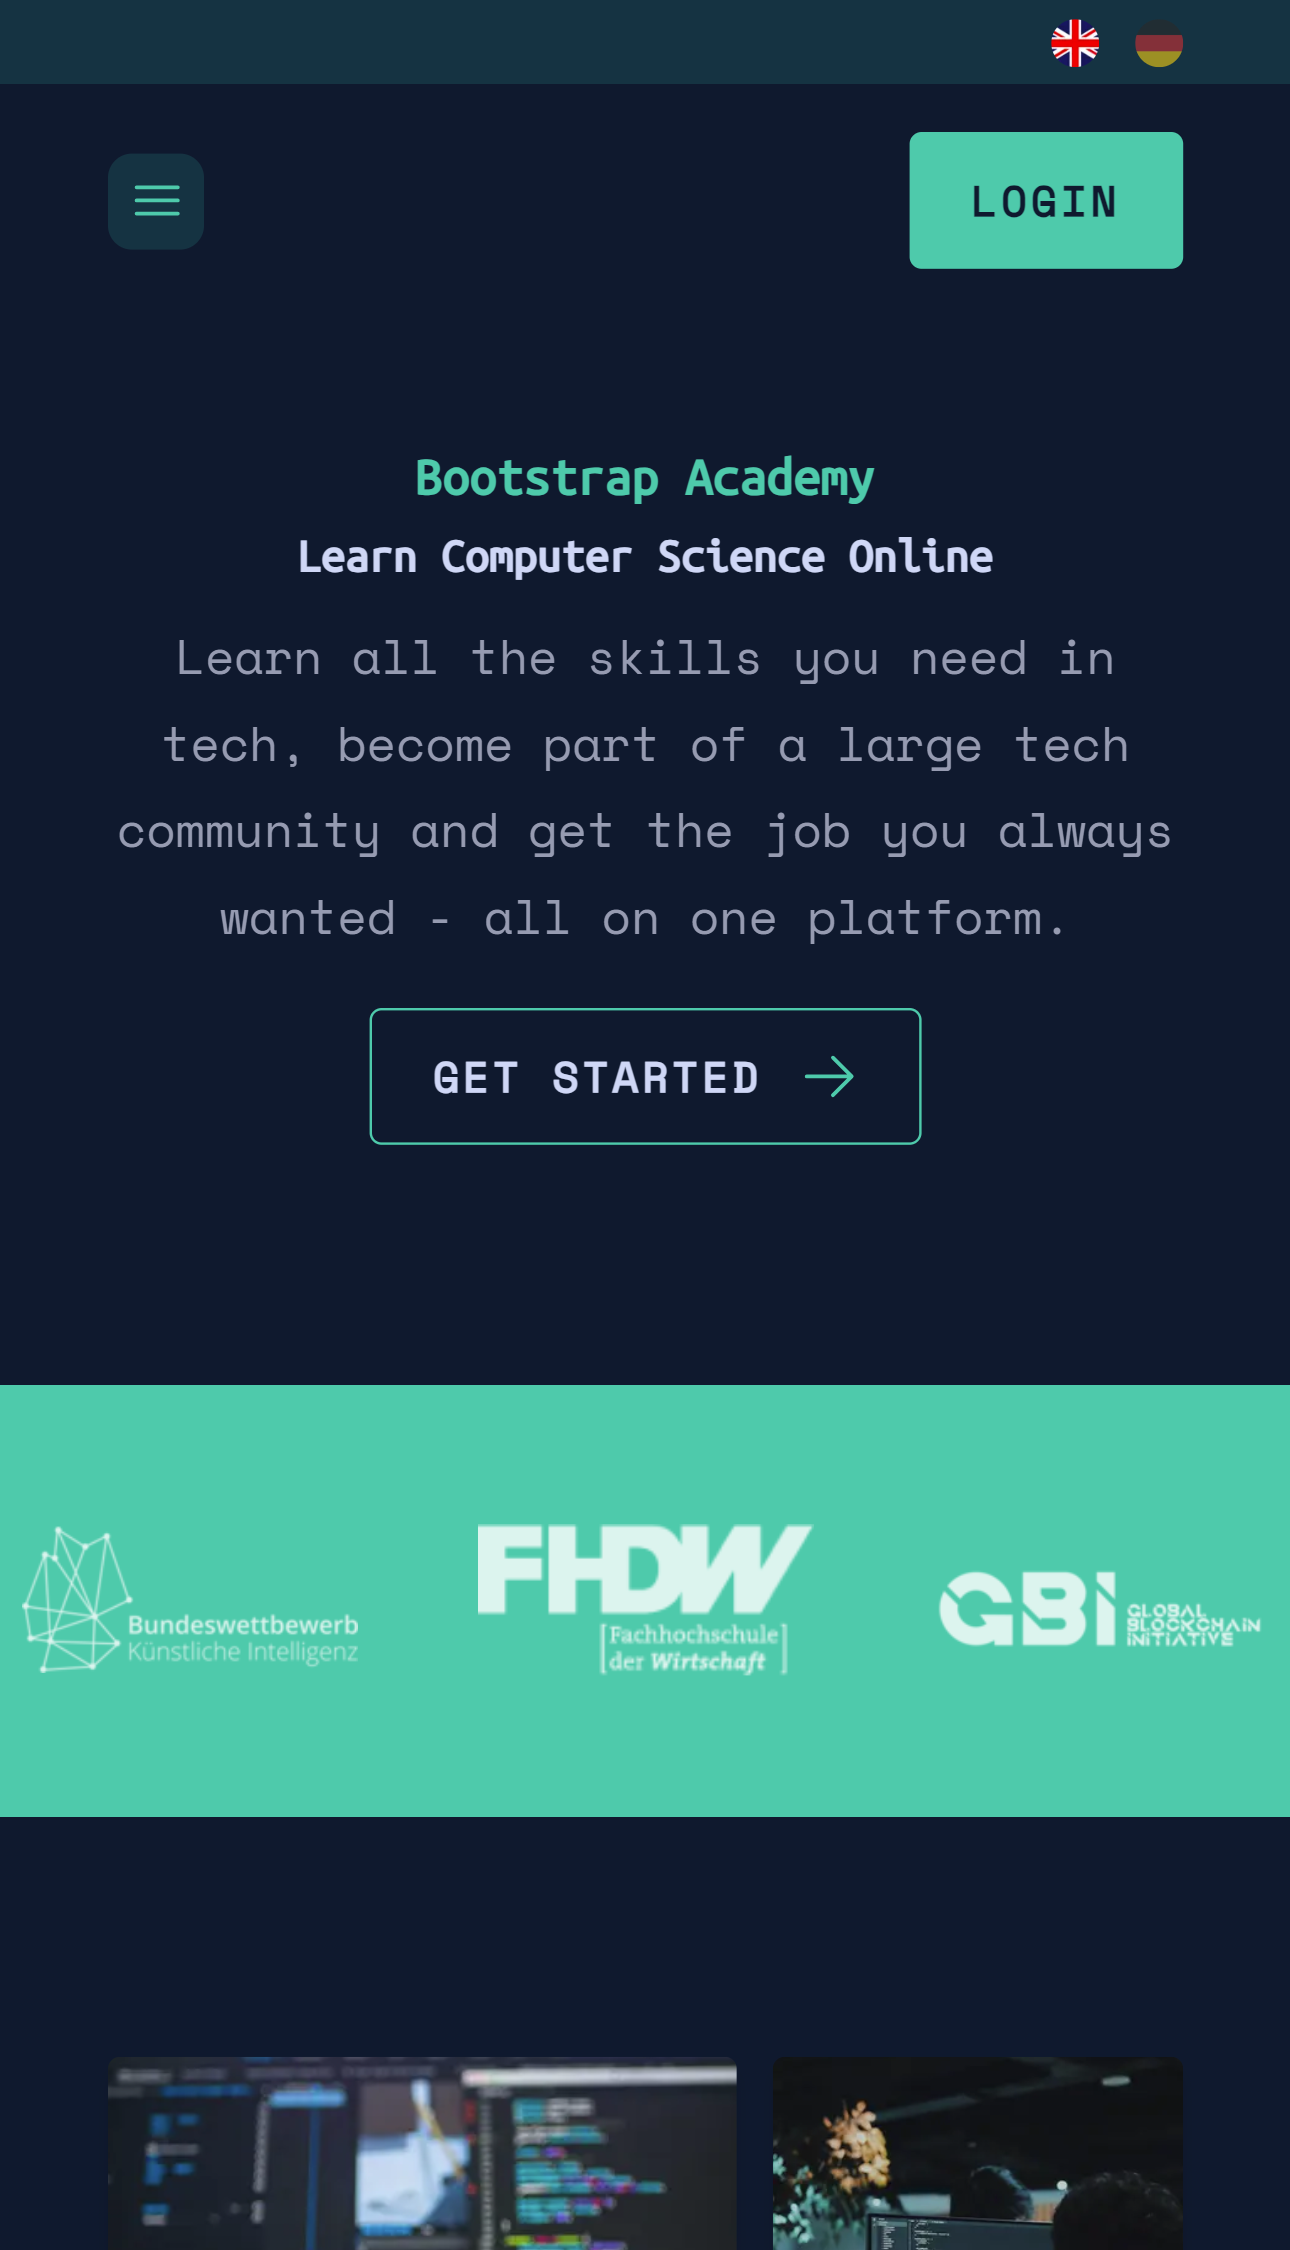 LOGIN
Bootstrap Academy
Learn Computer Science Online
Learn all the skills you need in
tech, become part of a large tech
community and get the job you always
wanted - all on one platform.
GET STARTED
Bundeswettbewerb
Künstliche Intelligenz
FHDW
[Fachhochschule]
[der Wirtschaft]
GBI
GLOBAL
BLOCKCHAIN
INITIATIVE